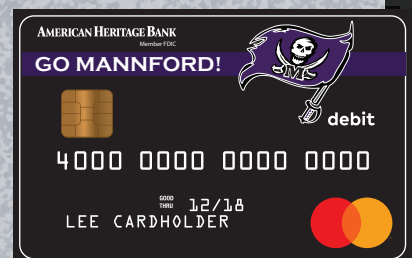 AMERICAN HERITAGE BANK
Member FDIC
GO MANNFORD!
M
debit
4000 0000 0000 0000
GOOD
THRU 12/18
LEE CARDHOLDER